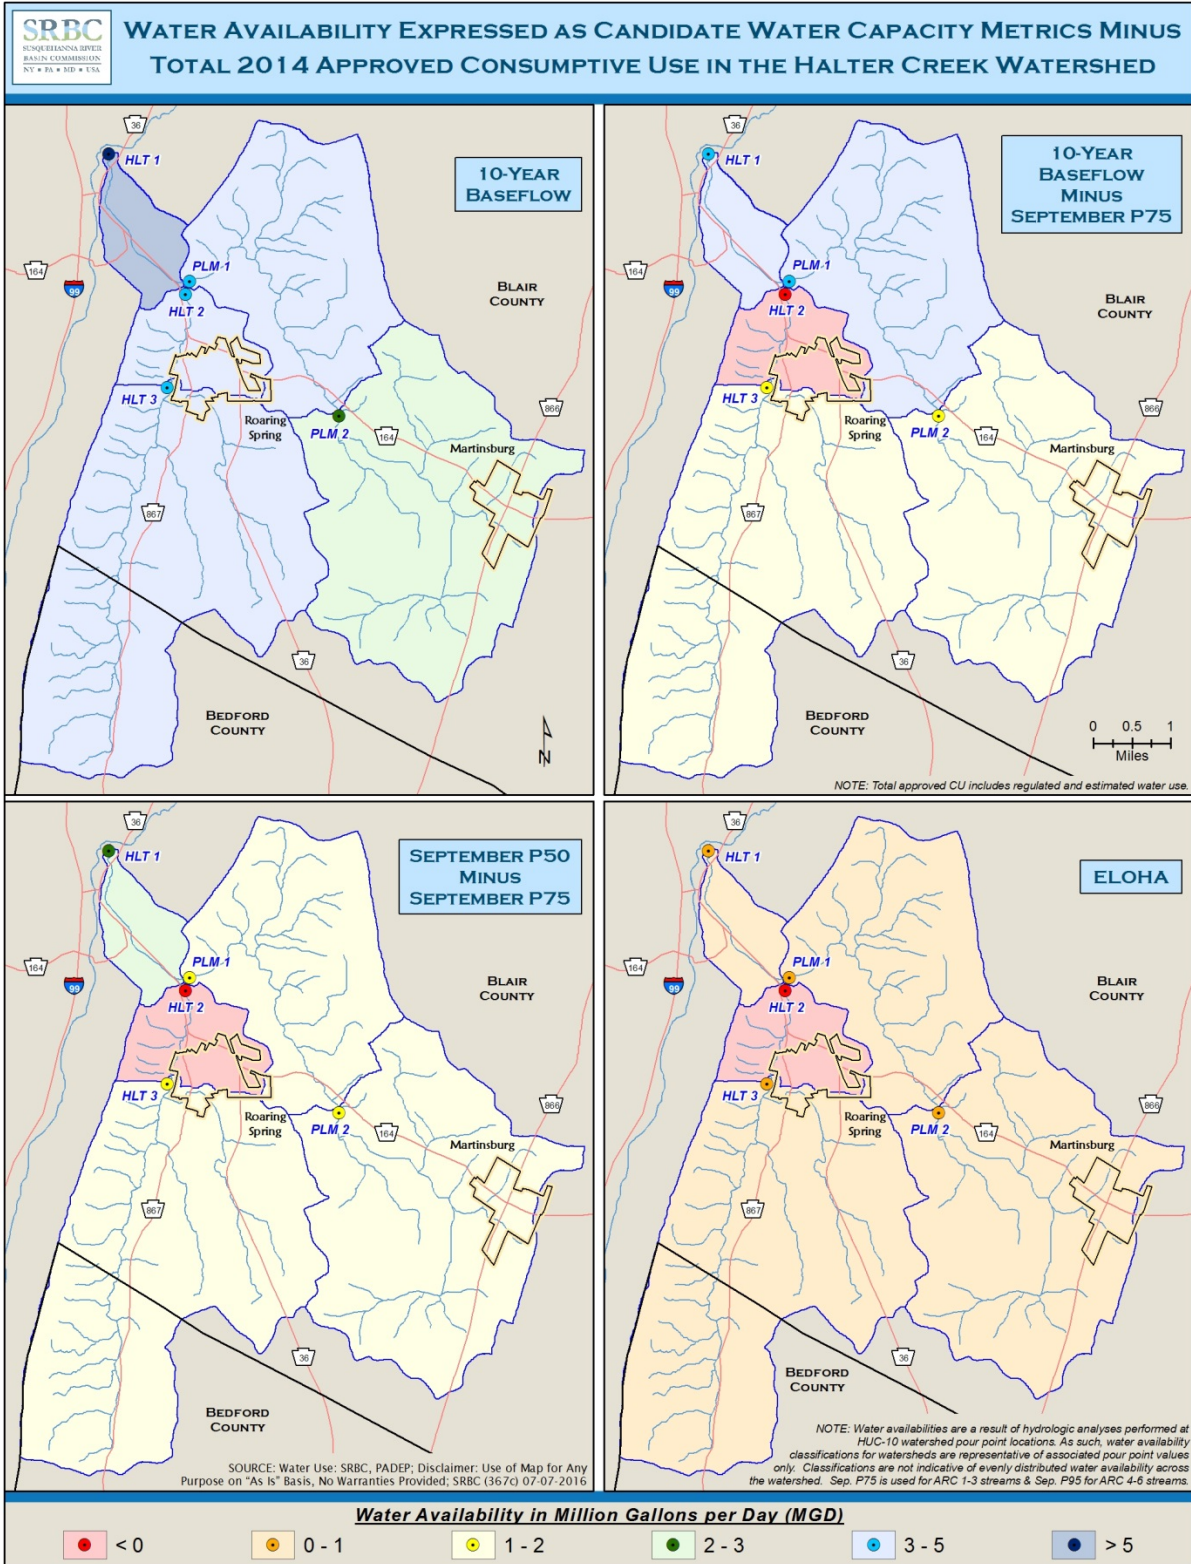 SRBC
SUSQUEHANNA RIVER
BASIN COMMISSION
NY ■ PA ■ MD ■ USA
WATER AVAILABILITY EXPRESSED AS CANDIDATE WATER CAPACITY METRICS MINUS
TOTAL 2014 APPROVED CONSUMPTIVE USE IN THE HALTER CREEK WATERSHED
10-YEAR
BASEFLOW
36
HLT 1
164
99
PLM 1
HLT 2
BLAIR
COUNTY
HLT 3
Roaring
Spring
PLM 2
164
866
Martinsburg
867
36
BEDFORD
COUNTY
N
10-YEAR
BASEFLOW
MINUS
SEPTEMBER P75
36
HLT 1
164
99
PLM 1
HLT 2
BLAIR
COUNTY
HLT 3
Roaring
Spring
PLM 2
164
866
Martinsburg
867
36
BEDFORD
COUNTY
0 0.5 1
Miles
NOTE: Total approved CU includes regulated and estimated water use.
SEPTEMBER P50
MINUS
SEPTEMBER P75
36
HLT 1
164
99
PLM 1
HLT 2
BLAIR
COUNTY
HLT 3
Roaring
Spring
PLM 2
164
866
Martinsburg
867
36
BEDFORD
COUNTY
SOURCE: Water Use: SRBC, PADEP; Disclaimer: Use of Map for Any
Purpose on "As Is" Basis, No Warranties Provided; SRBC (367c) 07-07-2016
ELOHA
36
HLT 1
164
99
PLM 1
HLT 2
BLAIR
COUNTY
HLT 3
Roaring
Spring
PLM 2
164
866
Martinsburg
867
36
BEDFORD
COUNTY
NOTE: Water availabilities are a result of hydrologic analyses performed at
HUC-10 watershed pour point locations. As such, water availability
classifications for watersheds are representative of associated pour point values
only. Classifications are not indicative of evenly distributed water availability across
the watershed. Sep. P75 is used for ARC 1-3 streams & Sep. P95 for ARC 4-6 streams.
Water Availability in Million Gallons per Day (MGD)
< 0
0 - 1
1 - 2
2 - 3
3 - 5
> 5